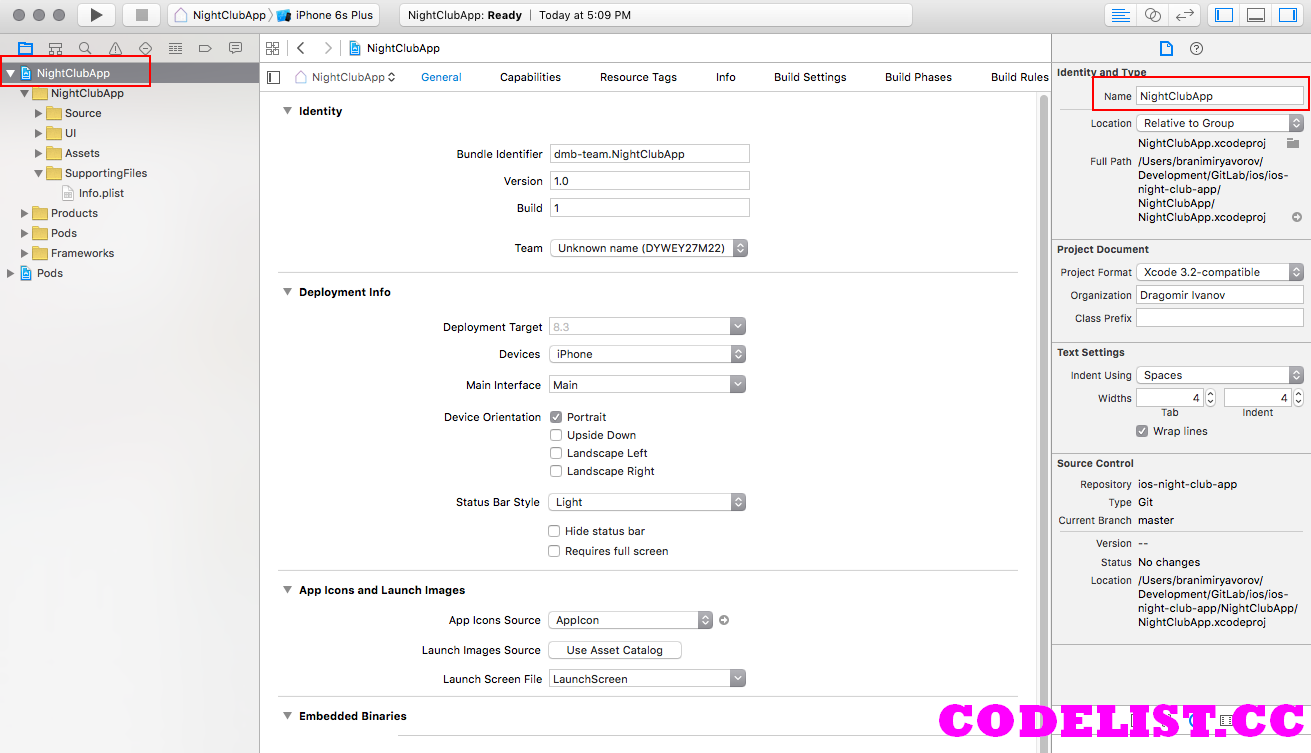 NightClubApp
iPhone 6s Plus
NightClubApp: Ready | Today at 5:09 PM
NightClubApp
NightClubApp
Source
UI
Assets
SupportingFiles
Info.plist
Products
Pods
Frameworks
Pods
NightClubApp
NightClubApp
General
Capabilities
Resource Tags
Info
Build Settings
Build Phases
Build Rules
Identity
Bundle Identifier dmb-team.NightClubApp
Version 1.0
Build 1
Team Unknown name (DYWEY27M22)
Deployment Info
Deployment Target 8.3
Devices iPhone
Main Interface Main
Device Orientation Portrait
Upside Down
Landscape Left
Landscape Right
Status Bar Style Light
Hide status bar
Requires full screen
App Icons and Launch Images
App Icons Source AppIcon
Launch Images Source Use Asset Catalog
Launch Screen File LaunchScreen
Embedded Binaries
Identity and Type
Name NightClubApp
Location Relative to Group
NightClubApp.xcodeproj
Full Path /Users/branimiryavorov/
Development/GitLab/ios/ios-
night-club-app/
NightClubApp/
NightClubApp.xcodeproj
Project Document
Project Format Xcode 3.2-compatible
Organization Dragomir Ivanov
Class Prefix
Text Settings
Indent Using Spaces
Widths 4 4
Tab Indent
Wrap lines
Source Control
Repository ios-night-club-app
Type Git
Current Branch master
Version --
Status No changes
Location /Users/branimiryavorov/
Development/GitLab/ios/ios-
night-club-app/NightClubApp/
NightClubApp.xcodeproj
CODELIST.CC